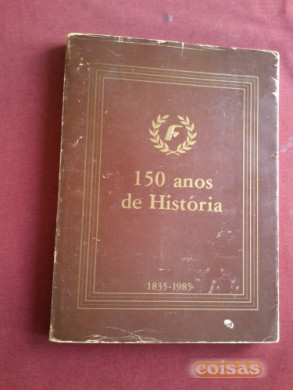 F
150 anos
de História
1835-1985
coisas